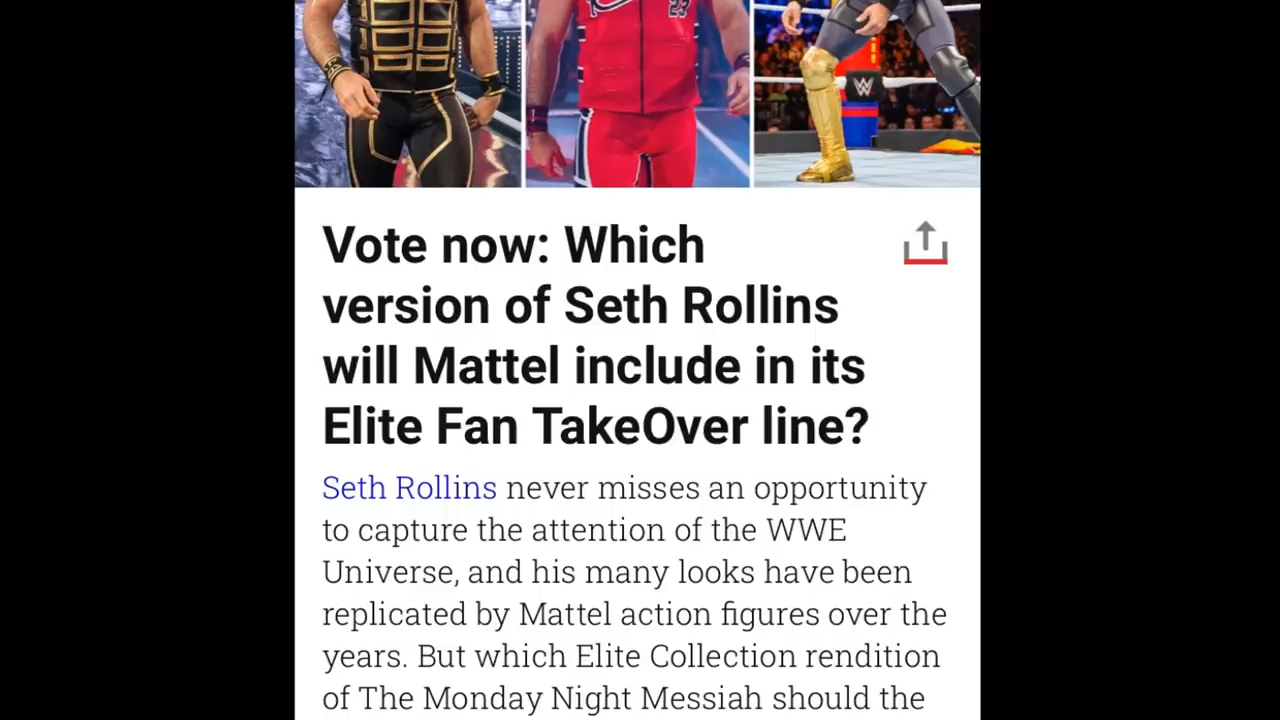 23
W
Vote now: Which
version of Seth Rollins
will Mattel include in its
Elite Fan TakeOver line?
Seth Rollins never misses an opportunity
to capture the attention of the WWE
Universe, and his many looks have been
replicated by Mattel action figures over the
years. But which Elite Collection rendition
of The Monday Night Messiah should the